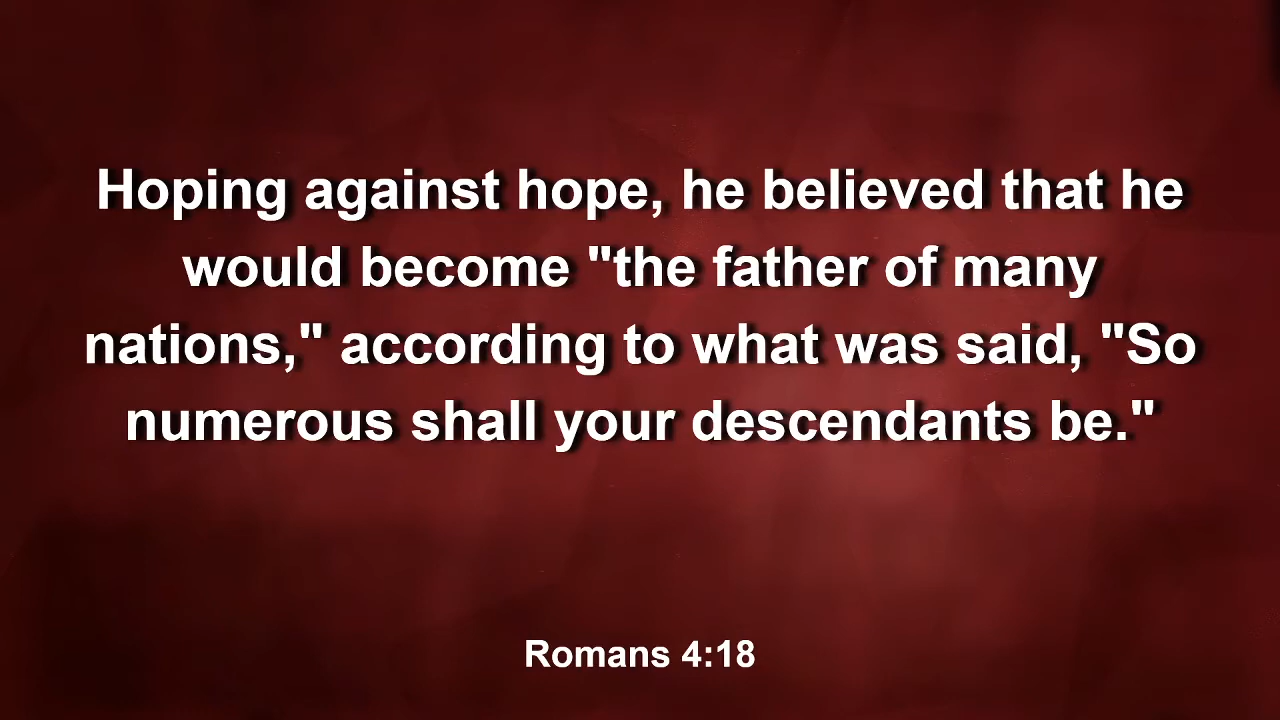 Hoping against hope, he believed that he
would become "the father of many
nations," according to what was said, "So
numerous shall your descendants be."
Romans 4:18